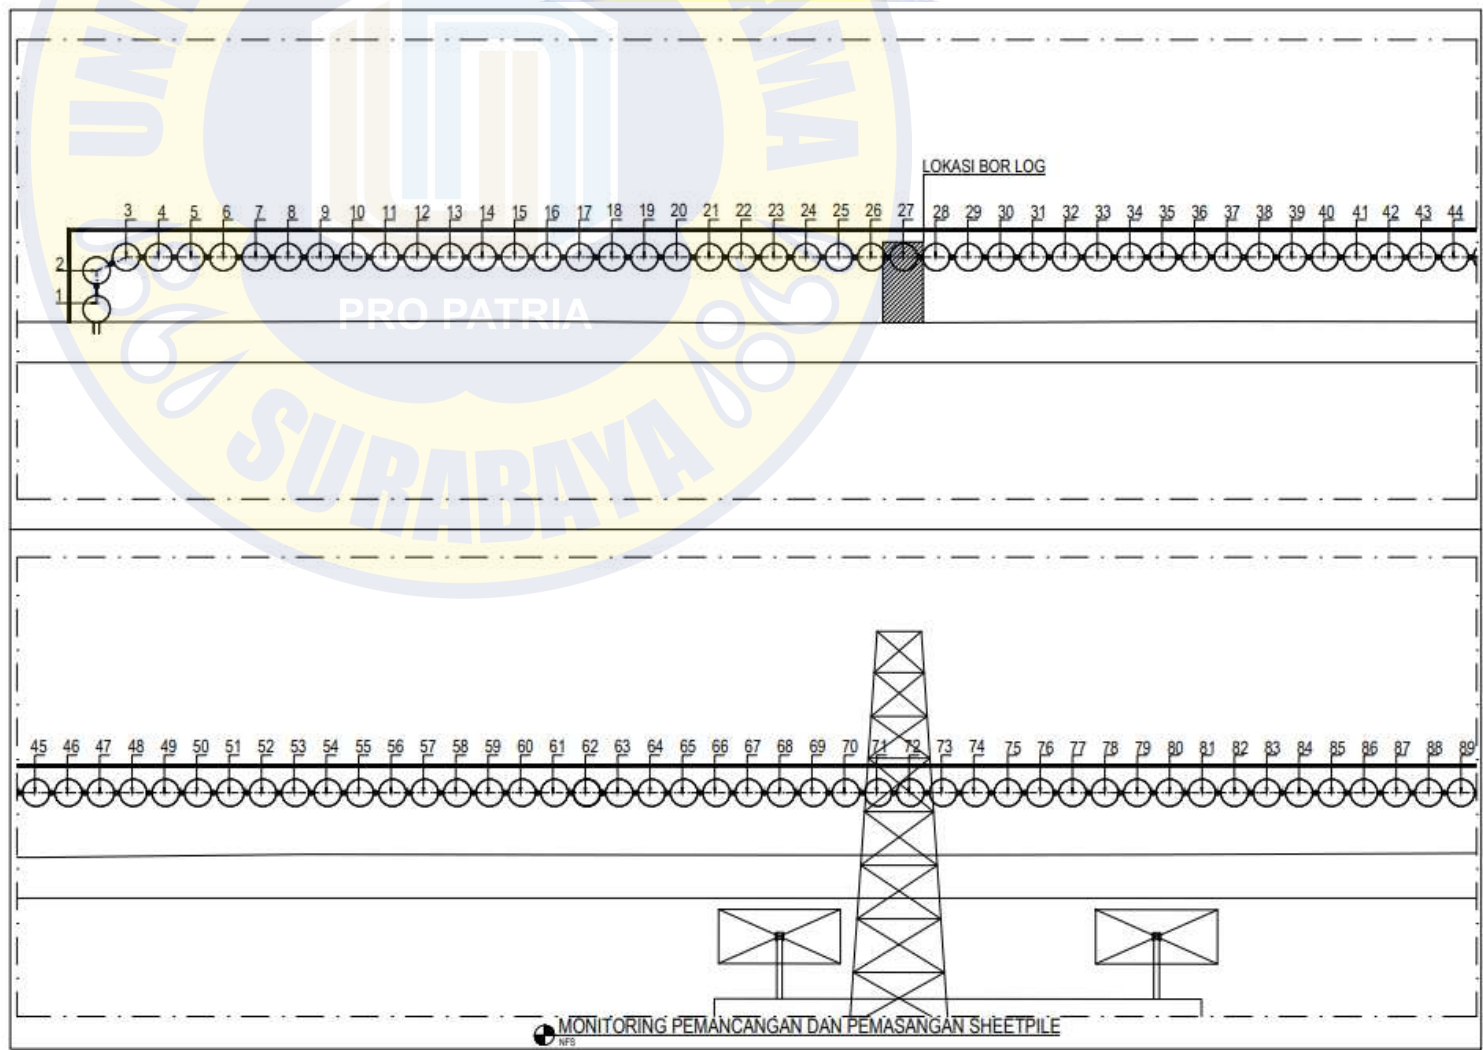 LOKASI BOR LOG
3 4 5 6 7 8 9 10 11 12 13 14 15 16 17 18 19 20 21 22 23 24 25 26 27 28 29 30 31 32 33 34 35 36 37 38 39 40 41 42 43 44
2
1
PRO PATRIA
SURABAYA
45 46 47 48 49 50 51 52 53 54 55 56 57 58 59 60 61 62 63 64 65 66 67 68 69 70 71 72 73 74 75 76 77 78 79 80 81 82 83 84 85 86 87 88 89
MONITORING PEMANCANGAN DAN PEMASANGAN SHEETPILE
NFS